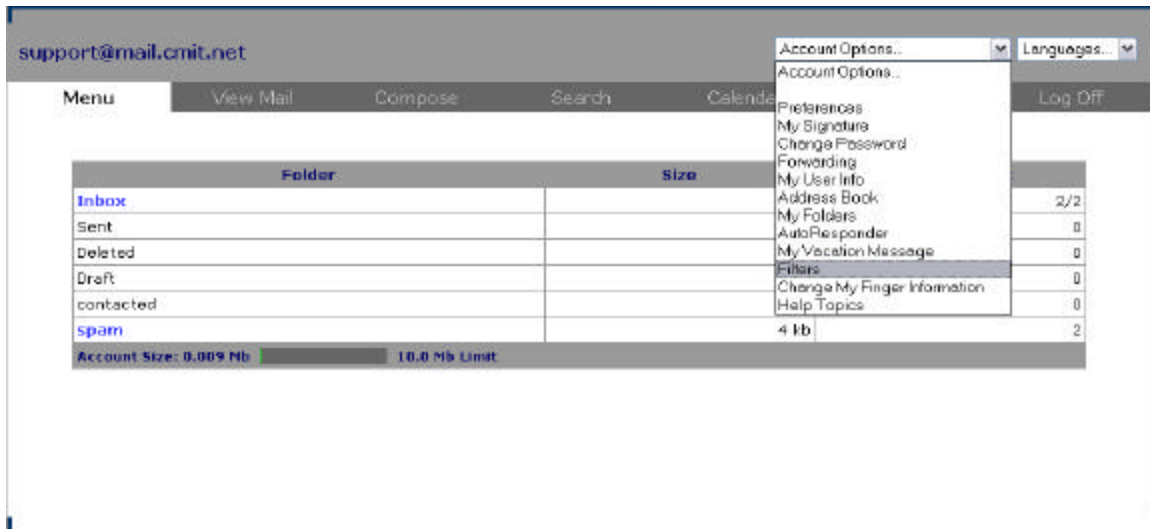 support@mail.cmit.net
Account Options...
Languages...
Account Options...
Preferences
My Signature
Change Password
Forwarding
My User Info
Address Book
My Folders
AutoResponder
My Vacation Message
Filters
Change My Finger Information
Help Topics
Menu View Mail Compose Search Calenda Log Off
Folder Size
Inbox 2/2
Sent 0
Deleted 0
Draft 0
contacted 0
spam 4 kb 2
Account Size: 0.009 Mb 10.0 Mb Limit